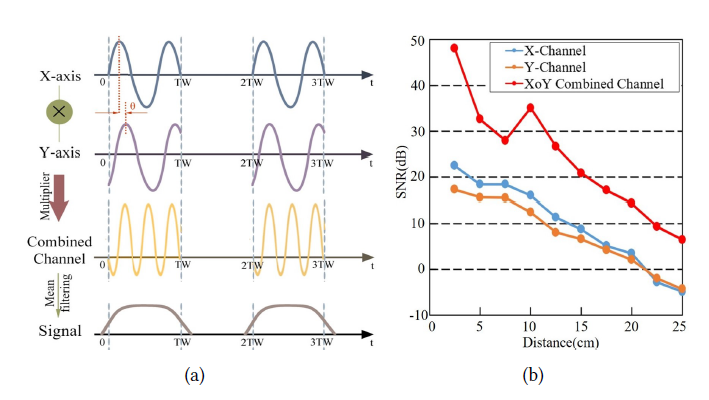 X-axis
0
TW
2TW
3TW
t
θ
Y-axis
0
TW
2TW
3TW
t
Multiplier
Combined
Channel
0
TW
2TW
3TW
t
Mean
filtering
Signal
0
TW
2TW
3TW
t
(a)
X-Channel
Y-Channel
XoY Combined Channel
SNR(dB)
50
40
30
20
10
0
-10
0
5
10
15
20
25
Distance(cm)
(b)